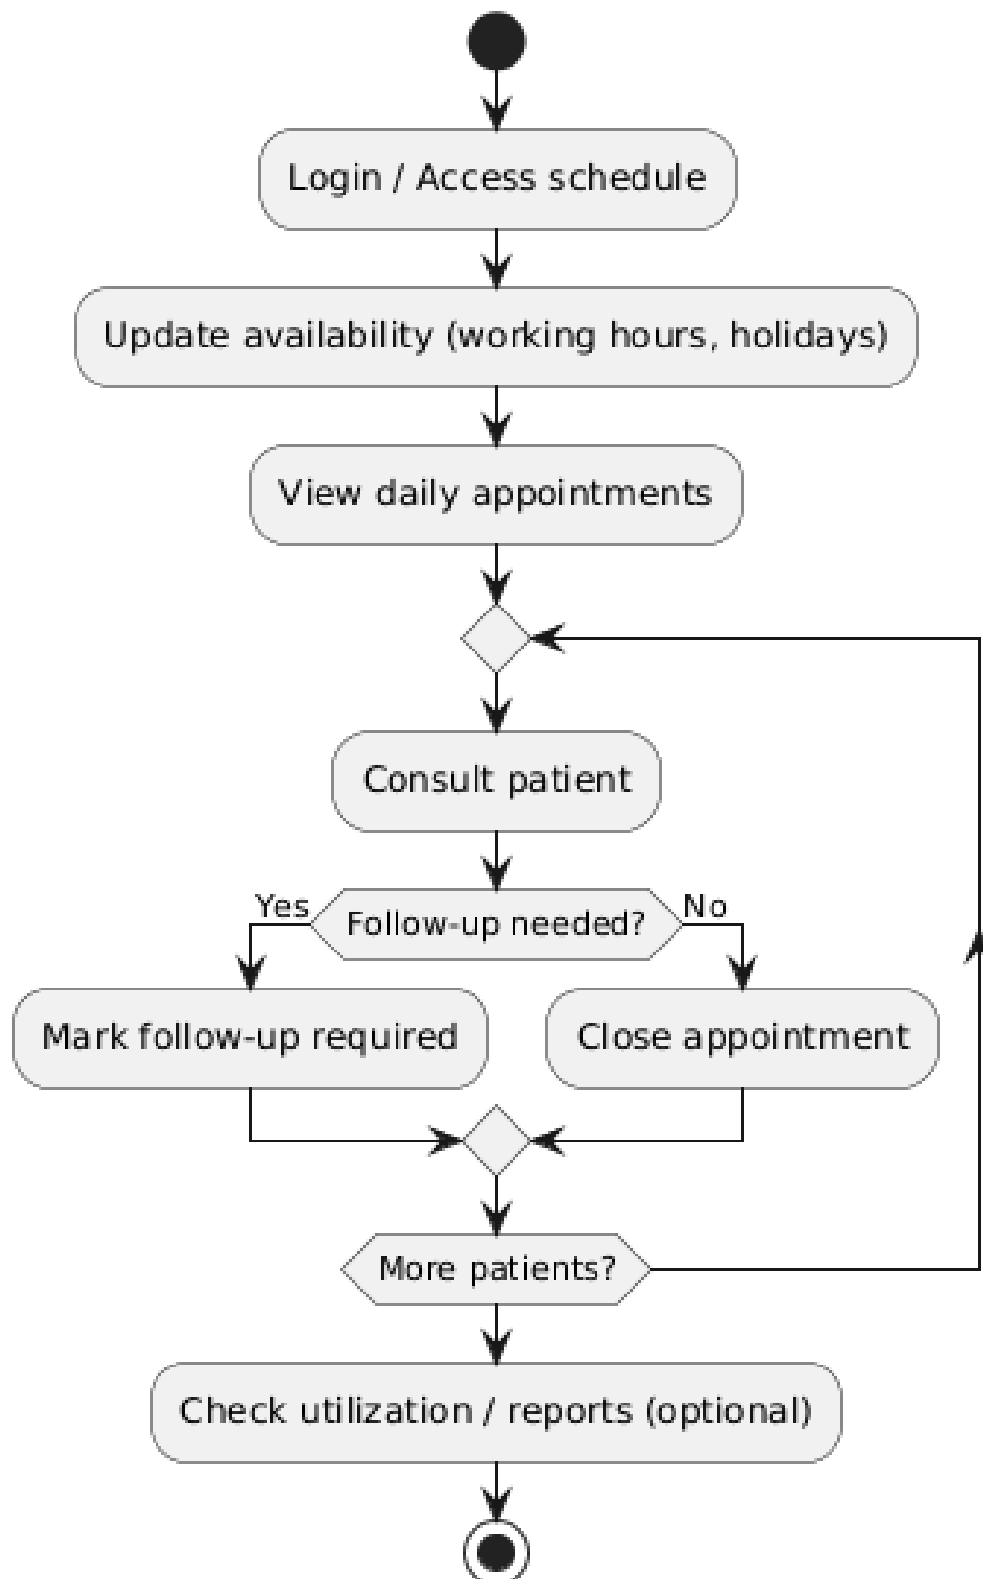 Login / Access schedule
Update availability (working hours, holidays)
View daily appointments
Consult patient
Yes
Follow-up needed?
No
Mark follow-up required
Close appointment
More patients?
Check utilization / reports (optional)